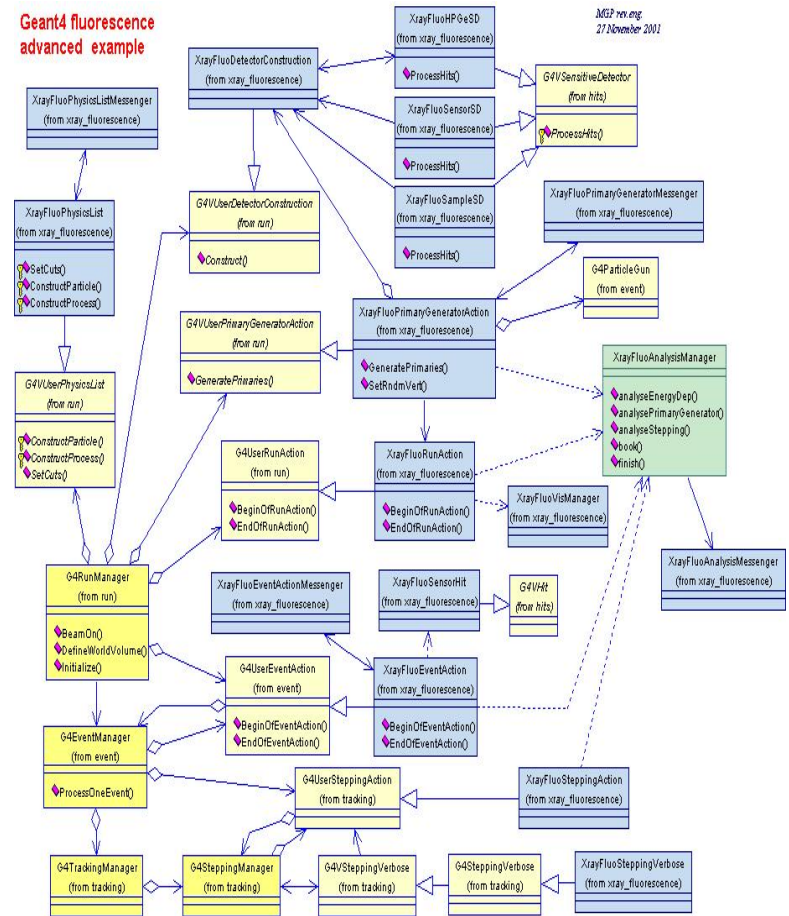 Geant4 fluorescence
advanced example
MGP rev.eng.
27 November 2001
XrayFluoPhysicsListMessenger
(from xray_fluorescence)
XrayFluoDetectorConstruction
(from xray_fluorescence)
XrayFluoHPGeSD
(from xray_fluorescence)
ProcessHits()
G4VSensitiveDetector
(from hits)
ProcessHits()
XrayFluoSensorSD
(from xray_fluorescence)
ProcessHits()
XrayFluoSampleSD
(from xray_fluorescence)
ProcessHits()
XrayFluoPhysicsList
(from xray_fluorescence)
SetCuts()
ConstructParticle()
ConstructProcess()
G4VUserDetectorConstruction
(from run)
Construct()
XrayFluoPrimaryGeneratorMessenger
(from xray_fluorescence)
G4ParticleGun
(from event)
XrayFluoPrimaryGeneratorAction
(from xray_fluorescence)
GeneratePrimaries()
SetRndmVert()
G4VUserPrimaryGeneratorAction
(from run)
GeneratePrimaries()
XrayFluoAnalysisManager
analyseEnergyDep()
analysePrimaryGenerator()
analyseStepping()
book()
finish()
G4VUserPhysicsList
(from run)
ConstructParticle()
ConstructProcess()
SetCuts()
G4UserRunAction
(from run)
BeginOfRunAction()
EndOfRunAction()
XrayFluoRunAction
(from xray_fluorescence)
BeginOfRunAction()
EndOfRunAction()
XrayFluoVisManager
(from xray_fluorescence)
XrayFluoAnalysisMessenger
(from xray_fluorescence)
G4RunManager
(from run)
BeamOn()
DefineWorldVolume()
Initialize()
XrayFluoEventActionMessenger
(from xray_fluorescence)
XrayFluoSensorHit
(from xray_fluorescence)
G4VHit
(from hits)
G4UserEventAction
(from event)
BeginOfEventAction()
EndOfEventAction()
XrayFluoEventAction
(from xray_fluorescence)
BeginOfEventAction()
EndOfEventAction()
G4EventManager
(from event)
ProcessOneEvent()
G4UserSteppingAction
(from tracking)
XrayFluoSteppingAction
(from xray_fluorescence)
G4TrackingManager
(from tracking)
G4SteppingManager
(from tracking)
G4VSteppingVerbose
(from tracking)
G4SteppingVerbose
(from tracking)
XrayFluoSteppingVerbose
(from xray_fluorescence)